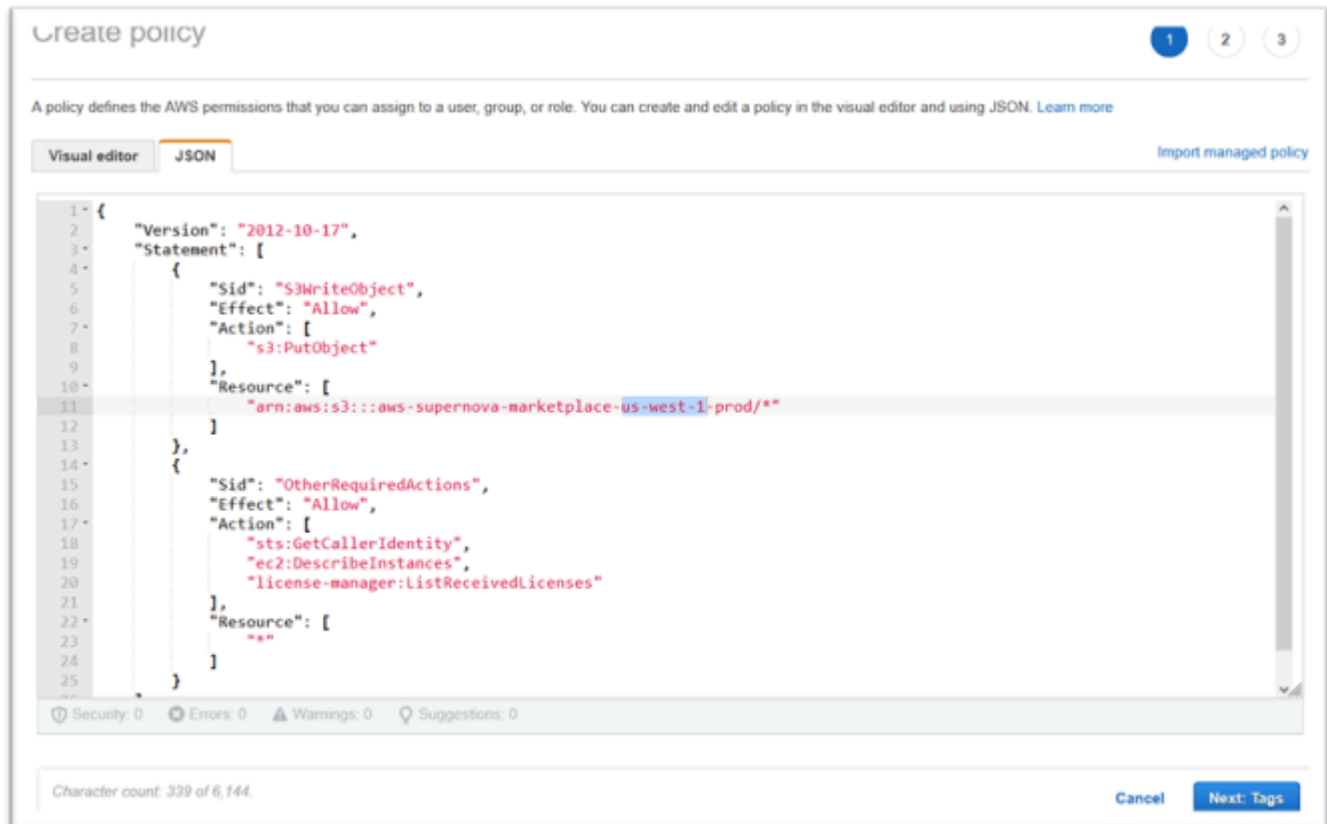 Create policy
1 2 3
A policy defines the AWS permissions that you can assign to a user, group, or role. You can create and edit a policy in the visual editor and using JSON. Learn more
Visual editor JSON Import managed policy
1 {
2 "Version": "2012-10-17",
3 "Statement": [
4 {
5 "Sid": "S3WriteObject",
6 "Effect": "Allow",
7 "Action": [
8 "s3:PutObject"
9 ],
10 "Resource": [
11 "arn:aws:s3:::aws-supernova-marketplace-us-west-1-prod/*"
12 ]
13 },
14 {
15 "Sid": "OtherRequiredActions",
16 "Effect": "Allow",
17 "Action": [
18 "sts:GetCallerIdentity",
19 "ec2:DescribeInstances",
20 "license-manager:ListReceivedLicenses"
21 ],
22 "Resource": [
23 "*"
24 ]
25 }
Security: 0 Errors: 0 Warnings: 0 Suggestions: 0
Character count: 339 of 6,144.
Cancel Next: Tags